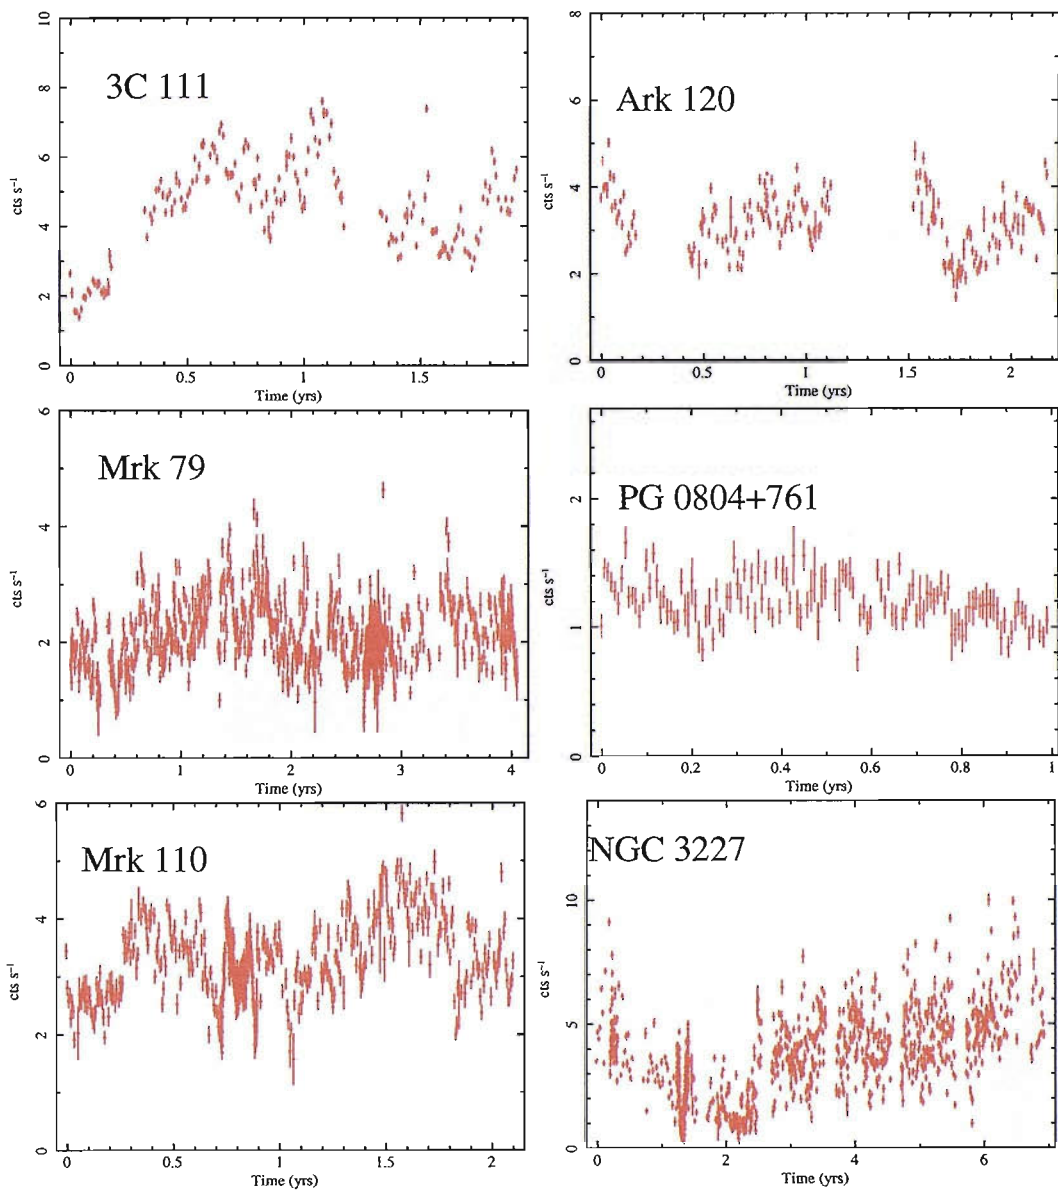 3C 111
cts s⁻¹
0 2 4 6 8 10
0 0.5 1 1.5
Time (yrs)
Ark 120
cts s⁻¹
0 2 4 6 8
0 0.5 1 1.5 2
Time (yrs)
Mrk 79
cts s⁻¹
0 2 4 6
0 1 2 3 4
Time (yrs)
PG 0804+761
cts s⁻¹
0 1 2
0 0.2 0.4 0.6 0.8 1
Time (yrs)
Mrk 110
cts s⁻¹
0 2 4 6
0 0.5 1 1.5 2
Time (yrs)
NGC 3227
cts s⁻¹
0 5 10
0 2 4 6
Time (yrs)